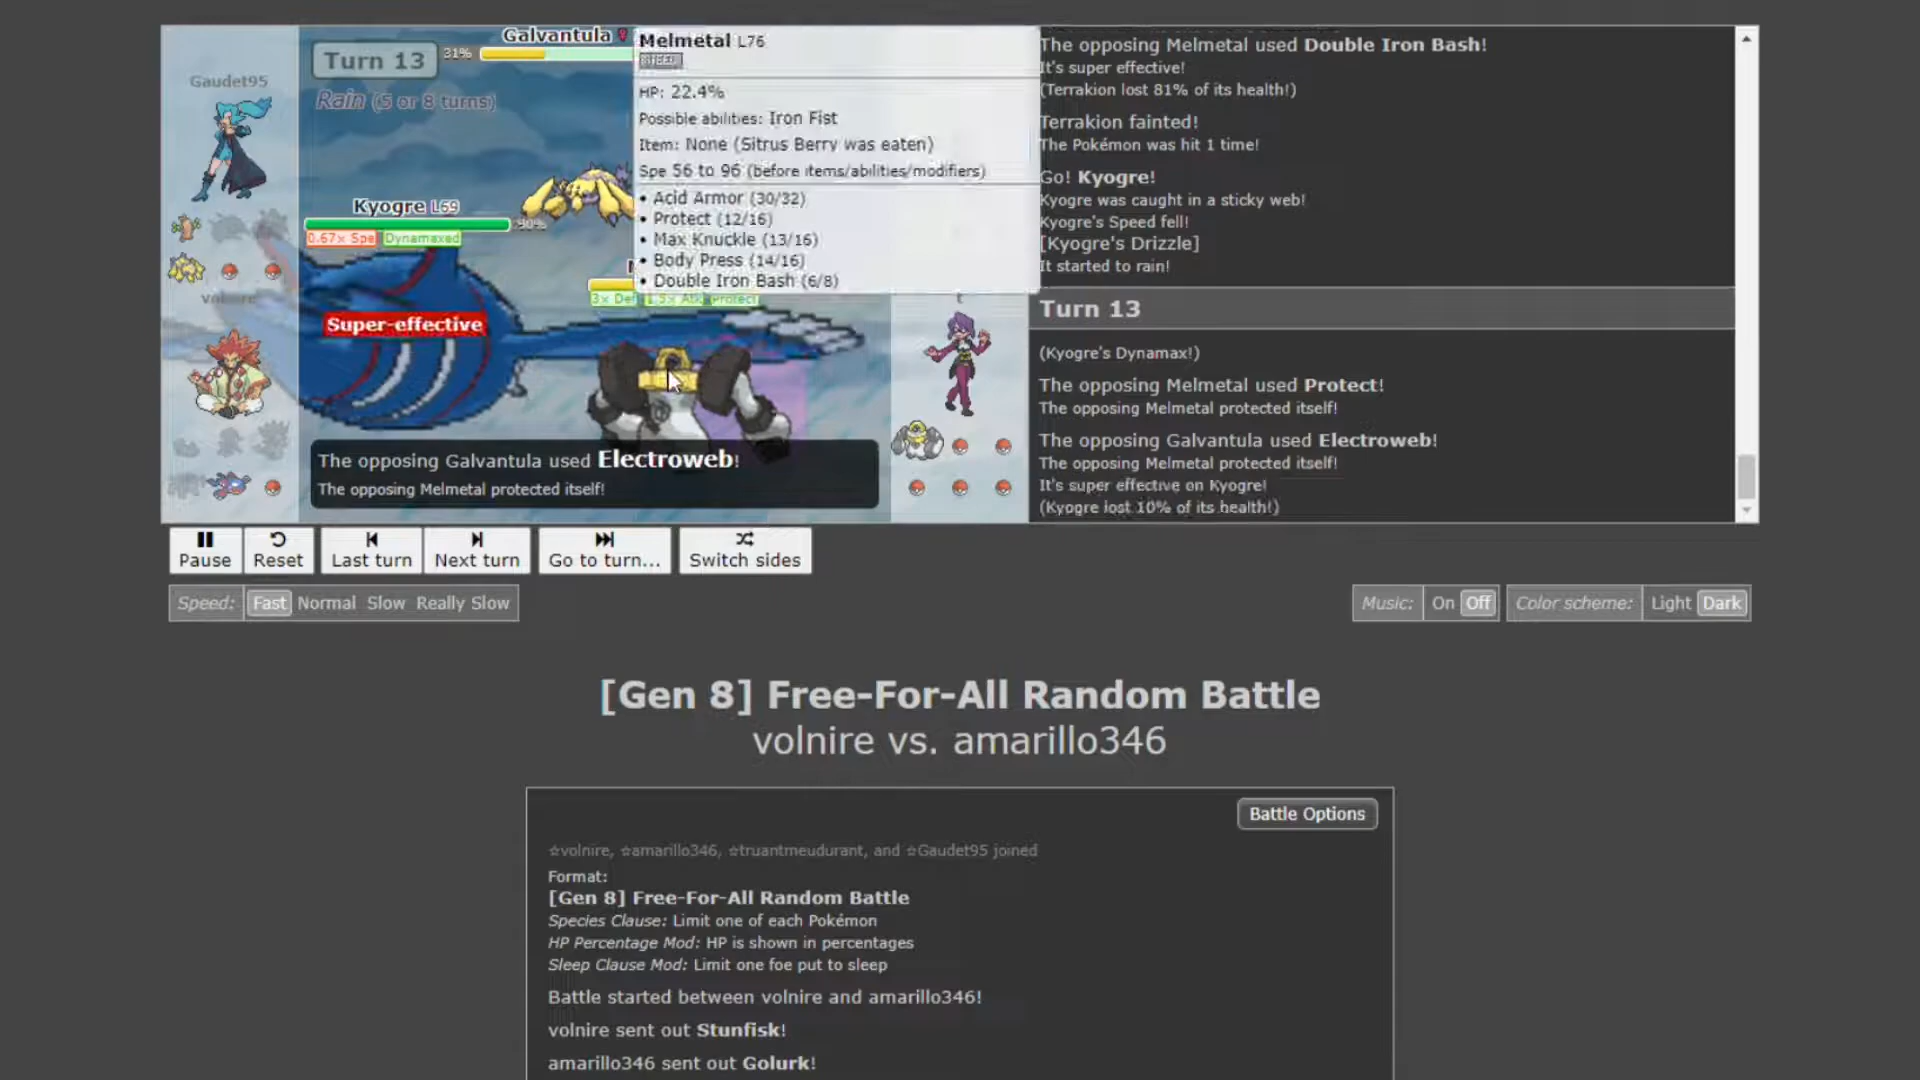 Gaudet95
Turn 13
Rain (5 or 8 turns)
Galvantula
31%
Kyogre L69
90%
0.67× Spe Dynamaxed
Super-effective
volnire
Melmetal L76
STEEL
HP: 22.4%
Possible abilities: Iron Fist
Item: None (Sitrus Berry was eaten)
Spe 56 to 96 (before items/abilities/modifiers)
• Acid Armor (30/32)
• Protect (12/16)
• Max Knuckle (13/16)
• Body Press (14/16)
• Double Iron Bash (6/8)
3× Def 1.5× Atk Protect
t
The opposing Galvantula used Electroweb!
The opposing Melmetal protected itself!
The opposing Melmetal used Double Iron Bash!
It's super effective!
(Terrakion lost 81% of its health!)
Terrakion fainted!
The Pokémon was hit 1 time!
Go! Kyogre!
Kyogre was caught in a sticky web!
Kyogre's Speed fell!
[Kyogre's Drizzle]
It started to rain!
Turn 13
(Kyogre's Dynamax!)
The opposing Melmetal used Protect!
The opposing Melmetal protected itself!
The opposing Galvantula used Electroweb!
The opposing Melmetal protected itself!
It's super effective on Kyogre!
(Kyogre lost 10% of its health!)
Pause Reset Last turn Next turn Go to turn... Switch sides
Speed: Fast Normal Slow Really Slow
Music: On Off Color scheme: Light Dark
[Gen 8] Free-For-All Random Battle
volnire vs. amarillo346
Battle Options
☆volnire, ☆amarillo346, ☆truantmeudurant, and ☆Gaudet95 joined
Format:
[Gen 8] Free-For-All Random Battle
Species Clause: Limit one of each Pokémon
HP Percentage Mod: HP is shown in percentages
Sleep Clause Mod: Limit one foe put to sleep
Battle started between volnire and amarillo346!
volnire sent out Stunfisk!
amarillo346 sent out Golurk!